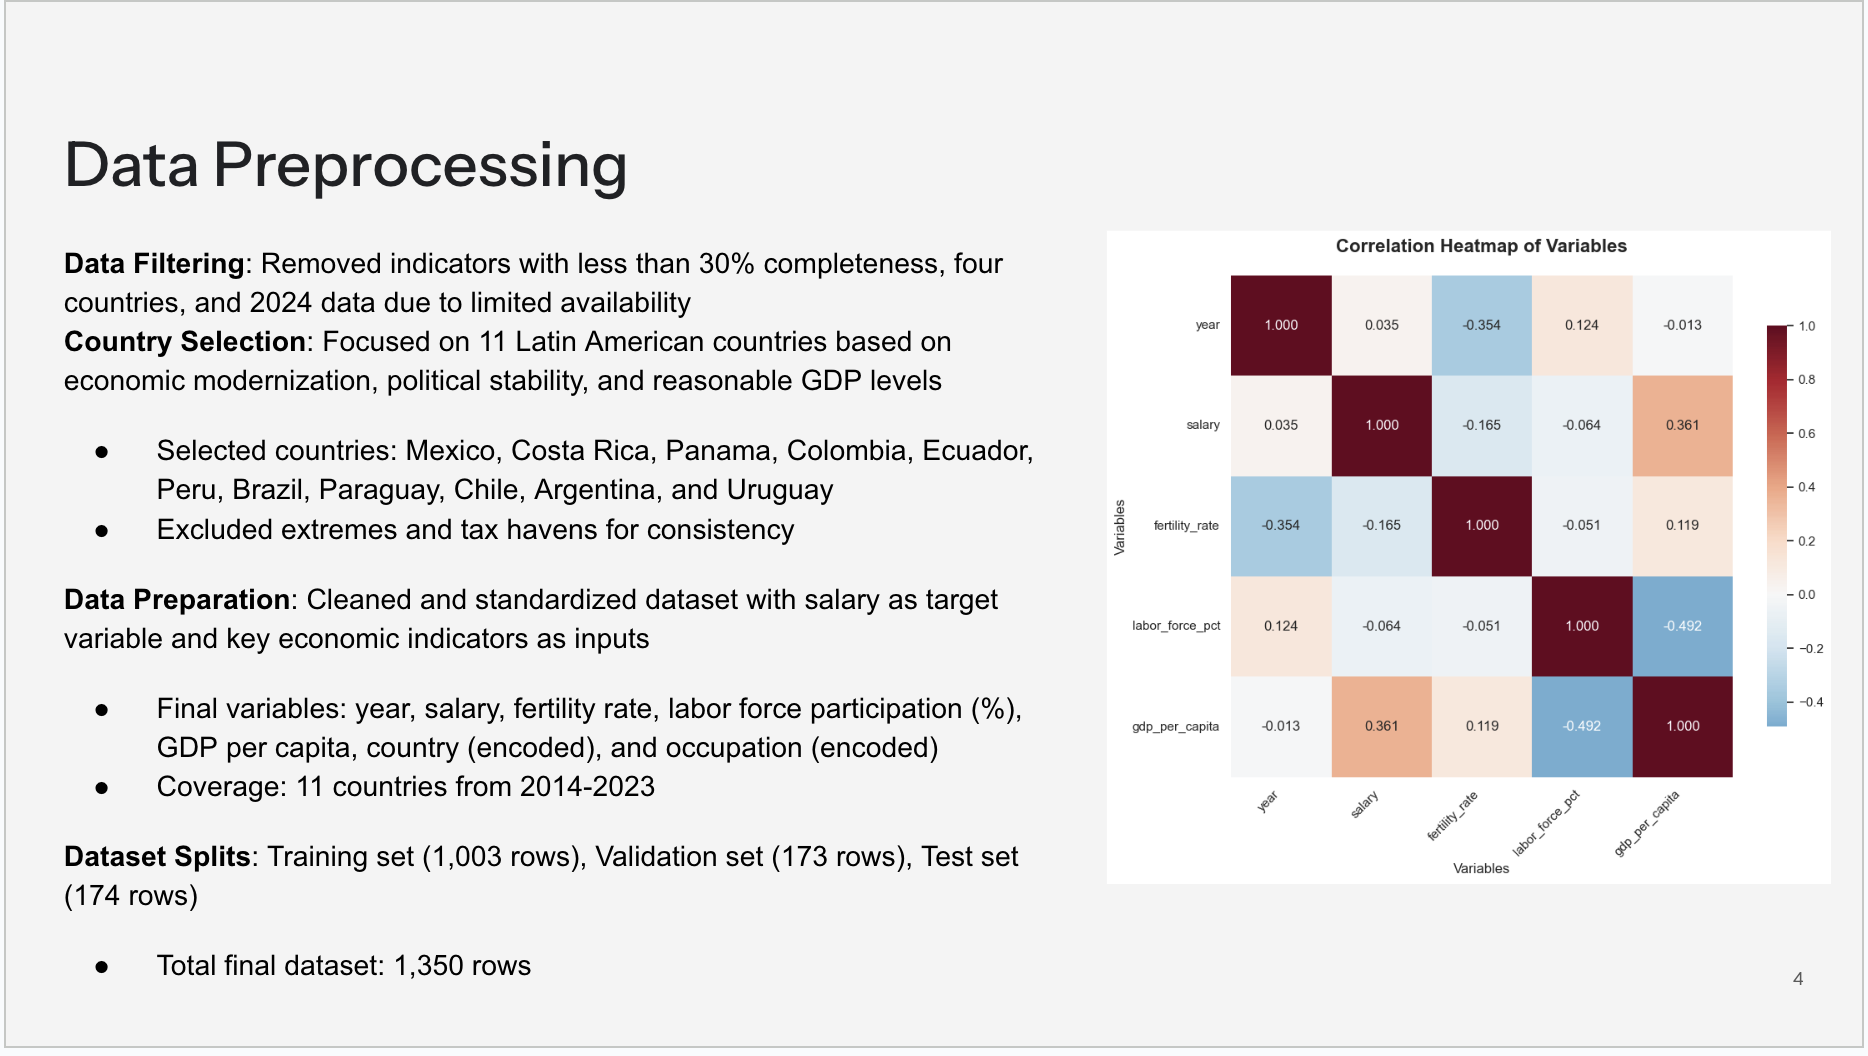 Data Preprocessing
Data Filtering: Removed indicators with less than 30% completeness, four
countries, and 2024 data due to limited availability
Country Selection: Focused on 11 Latin American countries based on
economic modernization, political stability, and reasonable GDP levels
● Selected countries: Mexico, Costa Rica, Panama, Colombia, Ecuador,
Peru, Brazil, Paraguay, Chile, Argentina, and Uruguay
● Excluded extremes and tax havens for consistency
Data Preparation: Cleaned and standardized dataset with salary as target
variable and key economic indicators as inputs
● Final variables: year, salary, fertility rate, labor force participation (%),
GDP per capita, country (encoded), and occupation (encoded)
● Coverage: 11 countries from 2014-2023
Dataset Splits: Training set (1,003 rows), Validation set (173 rows), Test set
(174 rows)
● Total final dataset: 1,350 rows
Correlation Heatmap of Variables
Variables
year 1.000 0.035 -0.354 0.124 -0.013
salary 0.035 1.000 -0.165 -0.064 0.361
fertility_rate -0.354 -0.165 1.000 -0.051 0.119
labor_force_pct 0.124 -0.064 -0.051 1.000 -0.492
gdp_per_capita -0.013 0.361 0.119 -0.492 1.000
year salary fertility_rate labor_force_pct gdp_per_capita
Variables
1.0
0.8
0.6
0.4
0.2
0.0
−0.2
−0.4
4